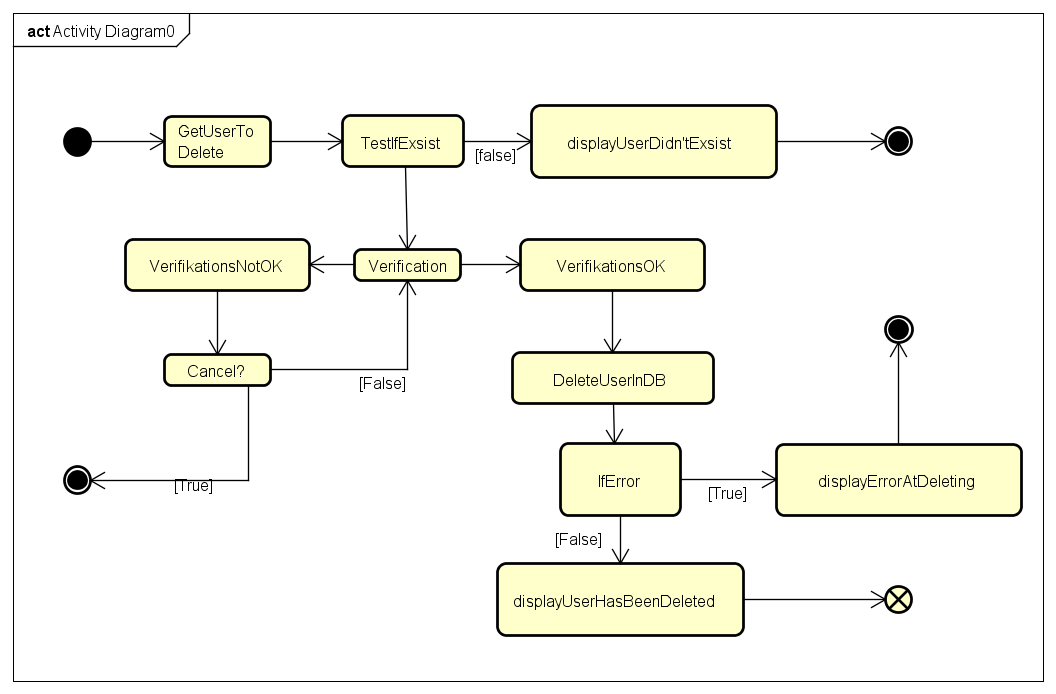 act Activity Diagram0
GetUserTo
Delete
TestIfExsist
[false]
displayUserDidn'tExsist
VerifikationsNotOK
Verification
VerifikationsOK
Cancel?
[False]
DeleteUserInDB
[True]
IfError
[True]
displayErrorAtDeleting
[False]
displayUserHasBeenDeleted